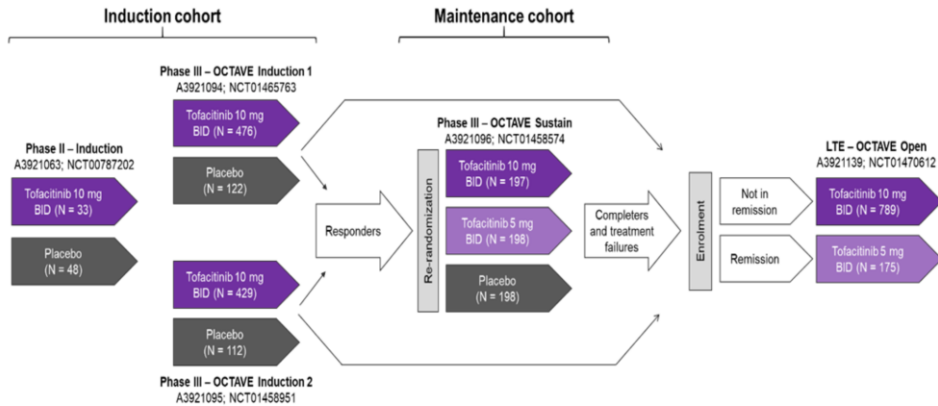 Induction cohort
Maintenance cohort
Phase II – Induction
A3921063; NCT00787202
Tofacitinib 10 mg
BID (N = 33)
Placebo
(N = 48)
Phase III – OCTAVE Induction 1
A3921094; NCT01465763
Tofacitinib 10 mg
BID (N = 476)
Placebo
(N = 122)
Tofacitinib 10 mg
BID (N = 429)
Placebo
(N = 112)
Phase III – OCTAVE Induction 2
A3921095; NCT01458951
Responders
Re-randomization
Phase III – OCTAVE Sustain
A3921096; NCT01458574
Tofacitinib 10 mg
BID (N = 197)
Tofacitinib 5 mg
BID (N = 198)
Placebo
(N = 198)
Completers
and treatment
failures
Enrolment
Not in
remission
Remission
LTE – OCTAVE Open
A3921139; NCT01470612
Tofacitinib 10 mg
BID (N = 789)
Tofacitinib 5 mg
BID (N = 175)